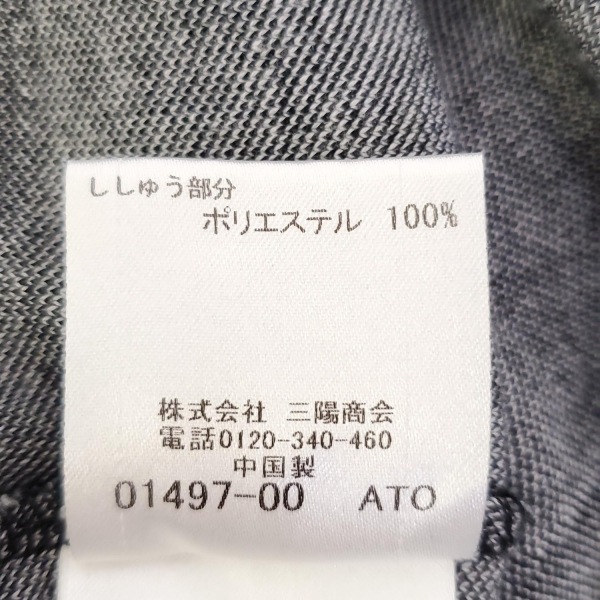 ししゅう部分
ポリエステル 100%
株式会社 三陽商会
電話0120-340-460
中国製
01497-00 ATO